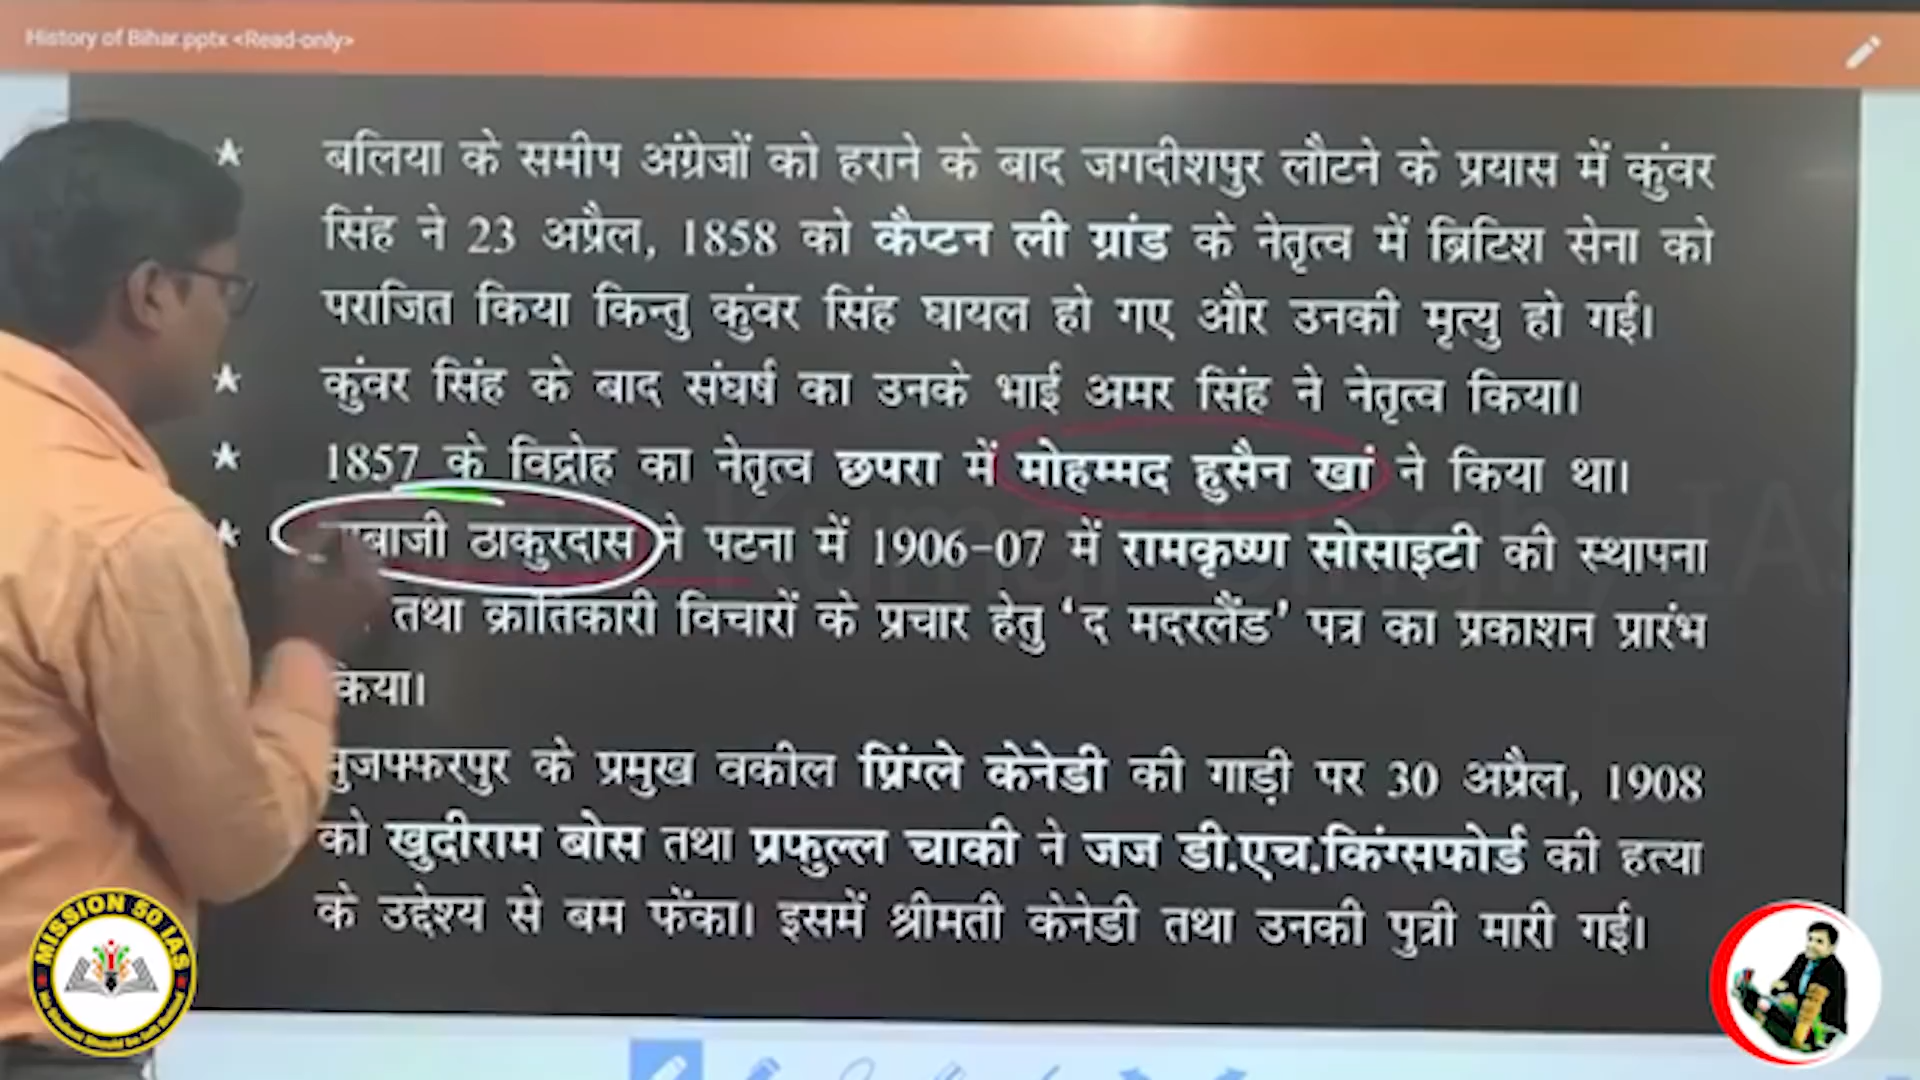 History of Bihar.pptx <Read-only>
★ बलिया के समीप अंग्रेजों को हराने के बाद जगदीशपुर लौटने के प्रयास में कुंवर
सिंह ने 23 अप्रैल, 1858 को कैप्टन ली ग्रांड के नेतृत्व में ब्रिटिश सेना को
पराजित किया किन्तु कुंवर सिंह घायल हो गए और उनकी मृत्यु हो गई।
★ कुंवर सिंह के बाद संघर्ष का उनके भाई अमर सिंह ने नेतृत्व किया।
★ 1857 के विद्रोह का नेतृत्व छपरा में मोहम्मद हुसैन खां ने किया था।
★ ठाकुरदास ने पटना में 1906-07 में रामकृष्ण सोसाइटी की स्थापना
तथा क्रांतिकारी विचारों के प्रचार हेतु ‘द मदरलैंड’ पत्र का प्रकाशन प्रारंभ
किया।
मुजफ्फरपुर के प्रमुख वकील प्रिंग्ले केनेडी की गाड़ी पर 30 अप्रैल, 1908
को खुदीराम बोस तथा प्रफुल्ल चाकी ने जज डी.एच.किंग्सफोर्ड की हत्या
के उद्देश्य से बम फेंका। इसमें श्रीमती केनेडी तथा उनकी पुत्री मारी गई।
MISSION 50 IAS